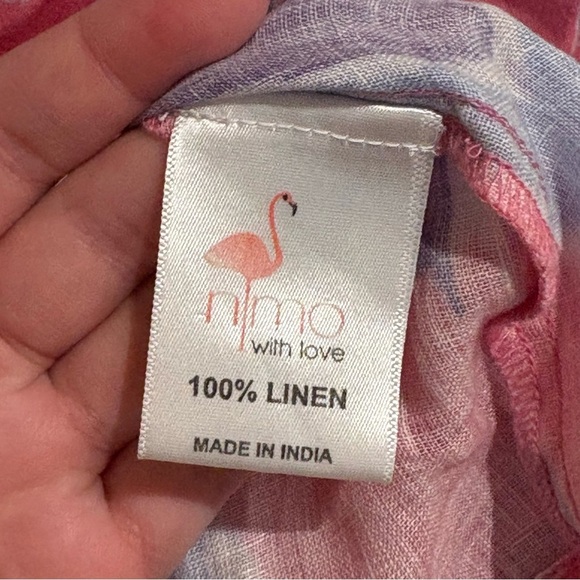 nimo
with love
100% LINEN
MADE IN INDIA